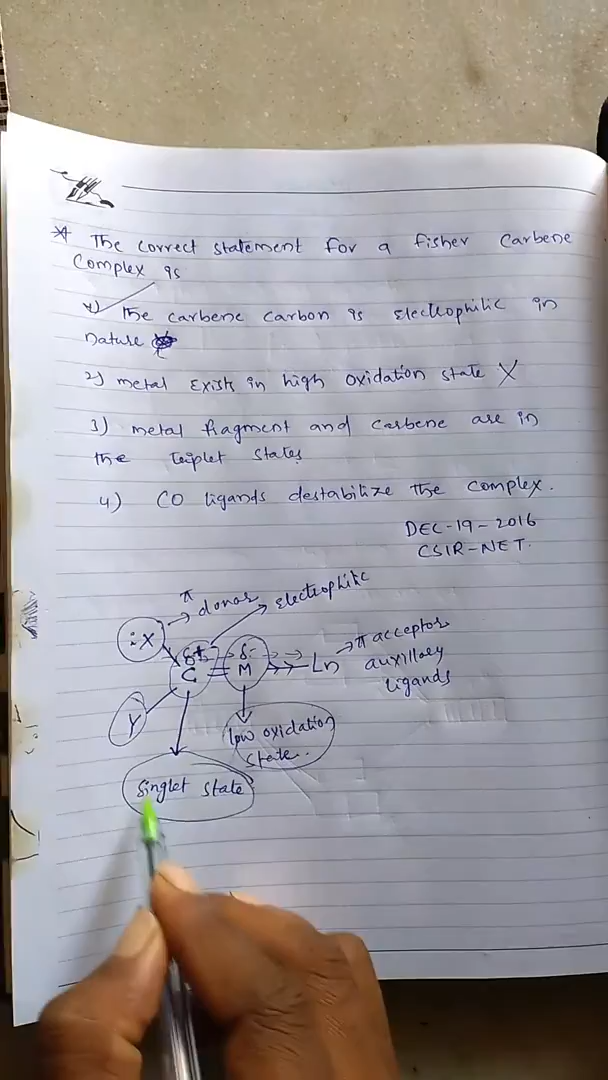 * The correct statement for a fisher carbene
complex is
1) The carbene carbon is electrophilic in
nature
2) metal exists in high oxidation state X
3) metal fragment and carbene are in
the triplet states
4) CO ligands destabilize the complex.
DEC-19-2016
CSIR-NET.
π donor
electrophilic
:X
δ+ δ-
C = M Ln
π acceptor
auxillary
ligands
Y
low oxidation
state.
singlet state